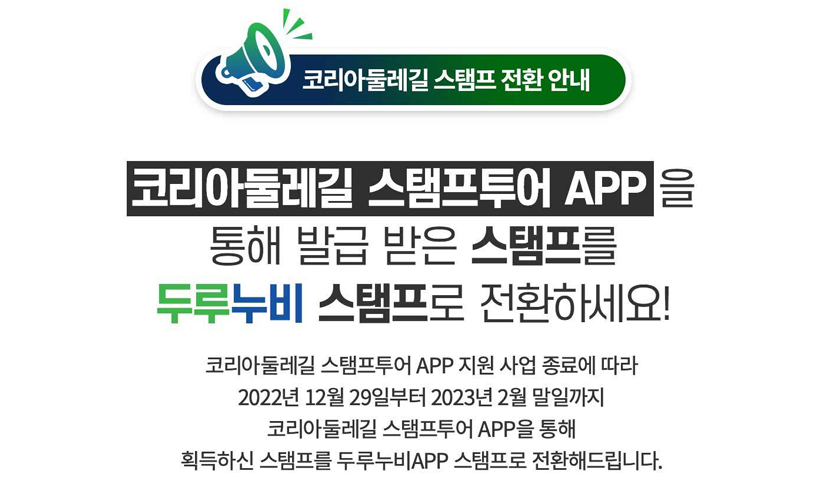 코리아둘레길 스탬프 전환 안내
코리아둘레길 스탬프투어 APP을
통해 발급 받은 스탬프를
두루누비 스탬프로 전환하세요!
코리아둘레길 스탬프투어 APP 지원 사업 종료에 따라
2022년 12월 29일부터 2023년 2월 말일까지
코리아둘레길 스탬프투어 APP을 통해
획득하신 스탬프를 두루누비APP 스탬프로 전환해드립니다.